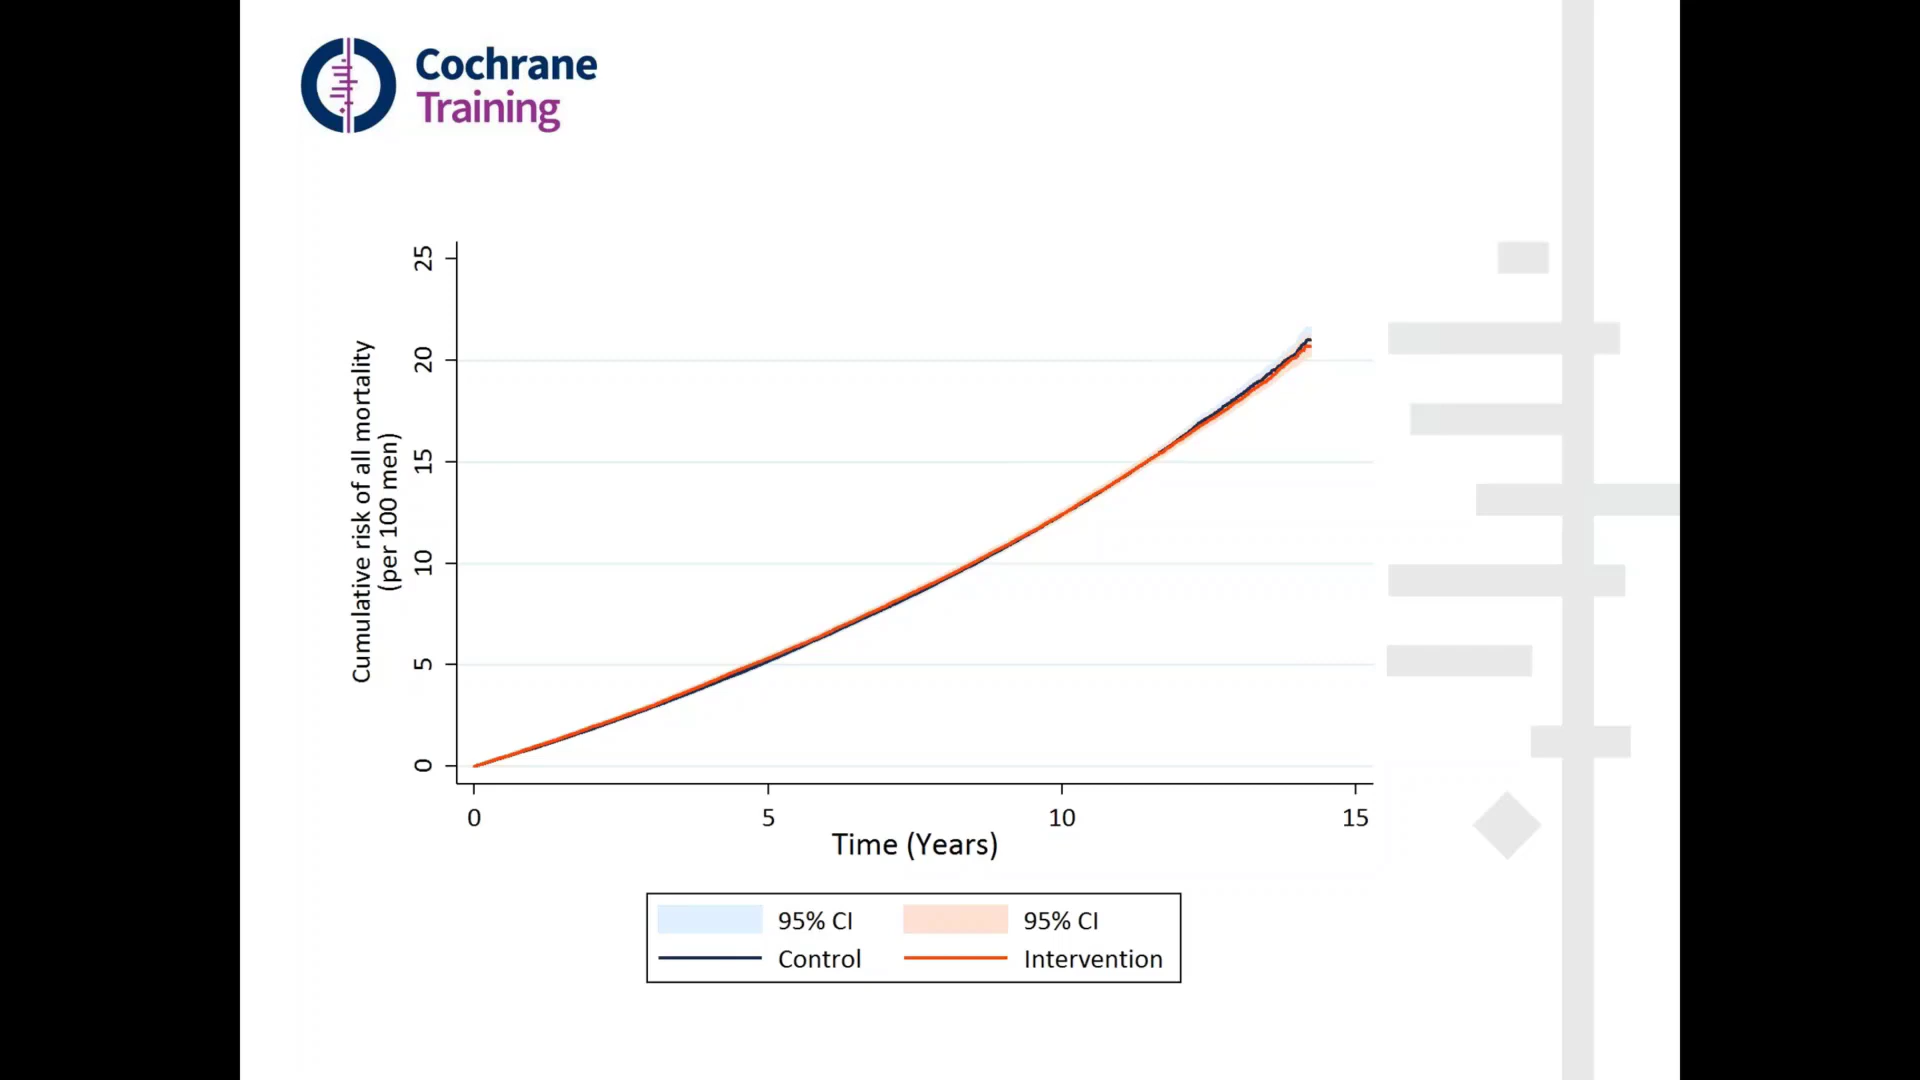 Cochrane
Training
Cumulative risk of all mortality
(per 100 men)
25
20
15
10
5
0
0
5
10
15
Time (Years)
95% CI
95% CI
Control
Intervention